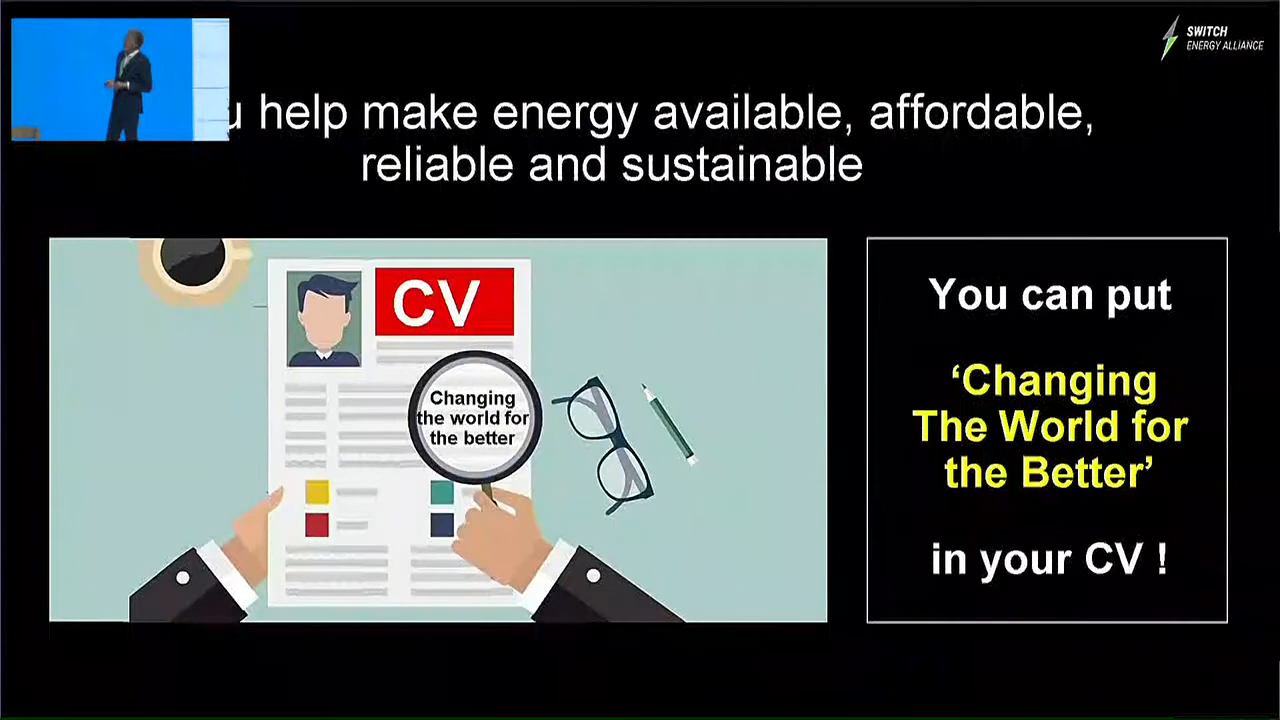 SWITCH
ENERGY ALLIANCE
help make energy available, affordable,
reliable and sustainable
CV
Changing
the world for
the better
You can put
‘Changing
The World for
the Better’
in your CV !